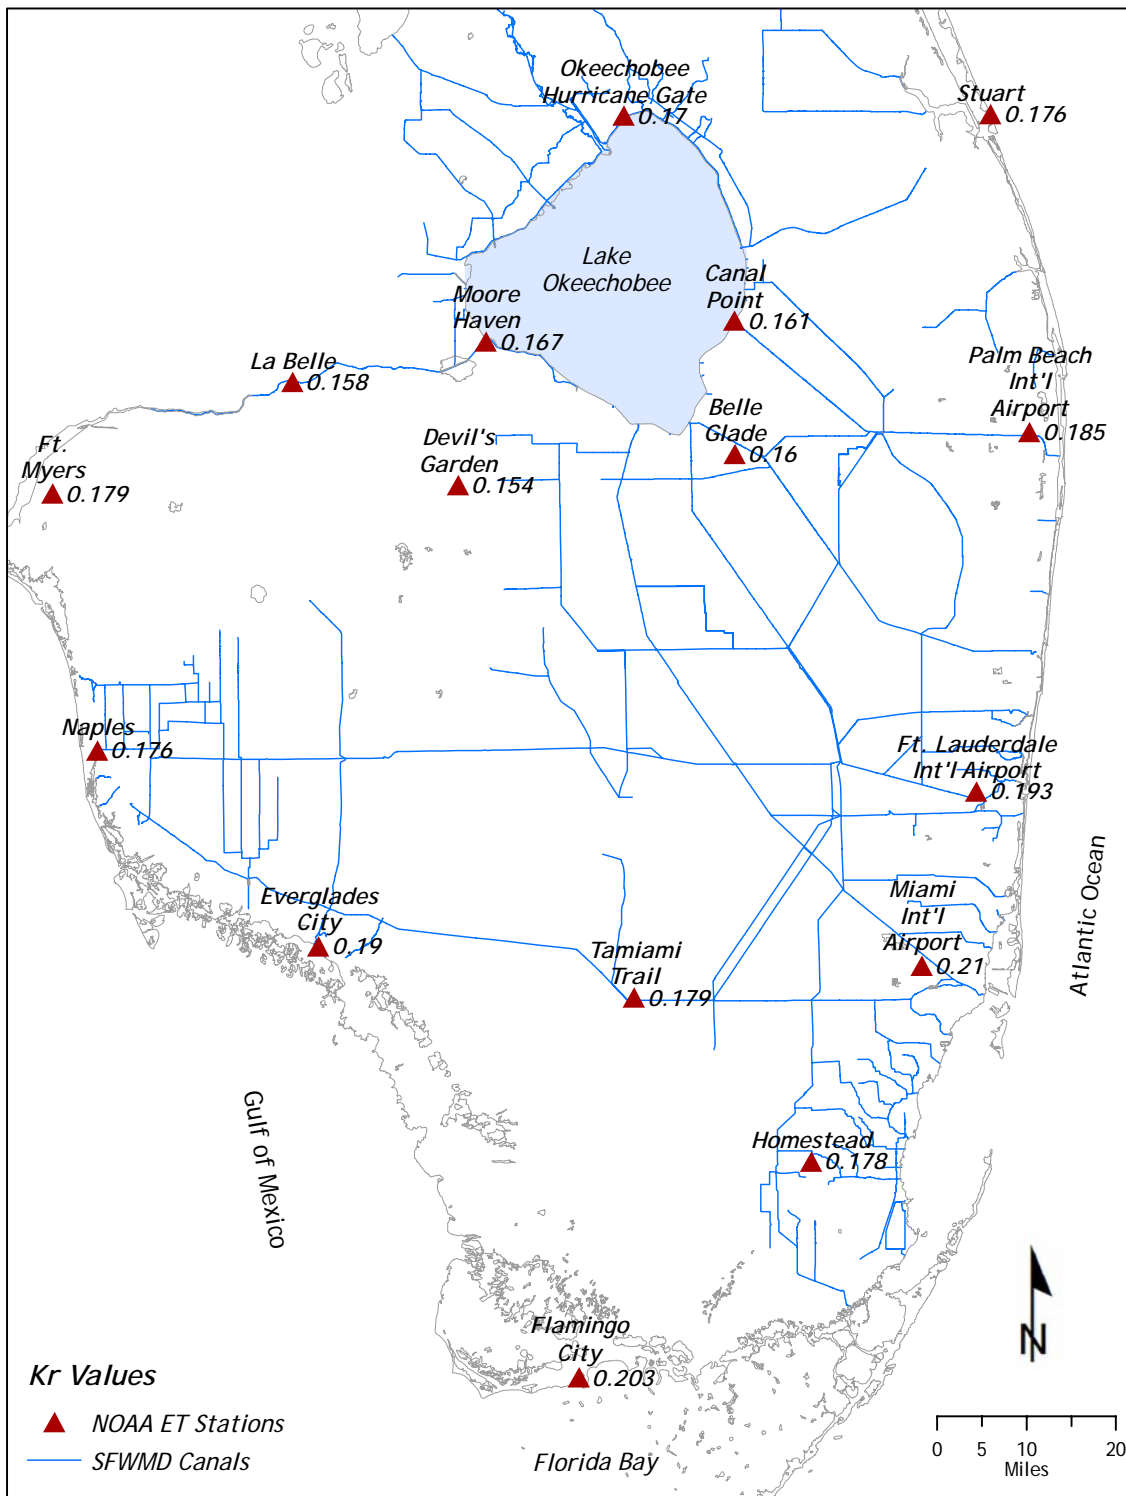 Okeechobee
Hurricane Gate
0.17
Stuart
0.176
Lake
Okeechobee
Canal
Point
0.161
Moore
Haven
0.167
La Belle
0.158
Palm Beach
Int'l
Airport
0.185
Belle
Glade
0.16
Devil's
Garden
0.154
Ft.
Myers
0.179
Naples
0.176
Ft. Lauderdale
Int'l Airport
0.193
Atlantic Ocean
Everglades
City
0.19
Miami
Int'l
Airport
0.21
Tamiami
Trail
0.179
Gulf of Mexico
Homestead
0.178
Flamingo
City
0.203
Florida Bay
Kr Values
NOAA ET Stations
SFWMD Canals
N
0 5 10 20
Miles